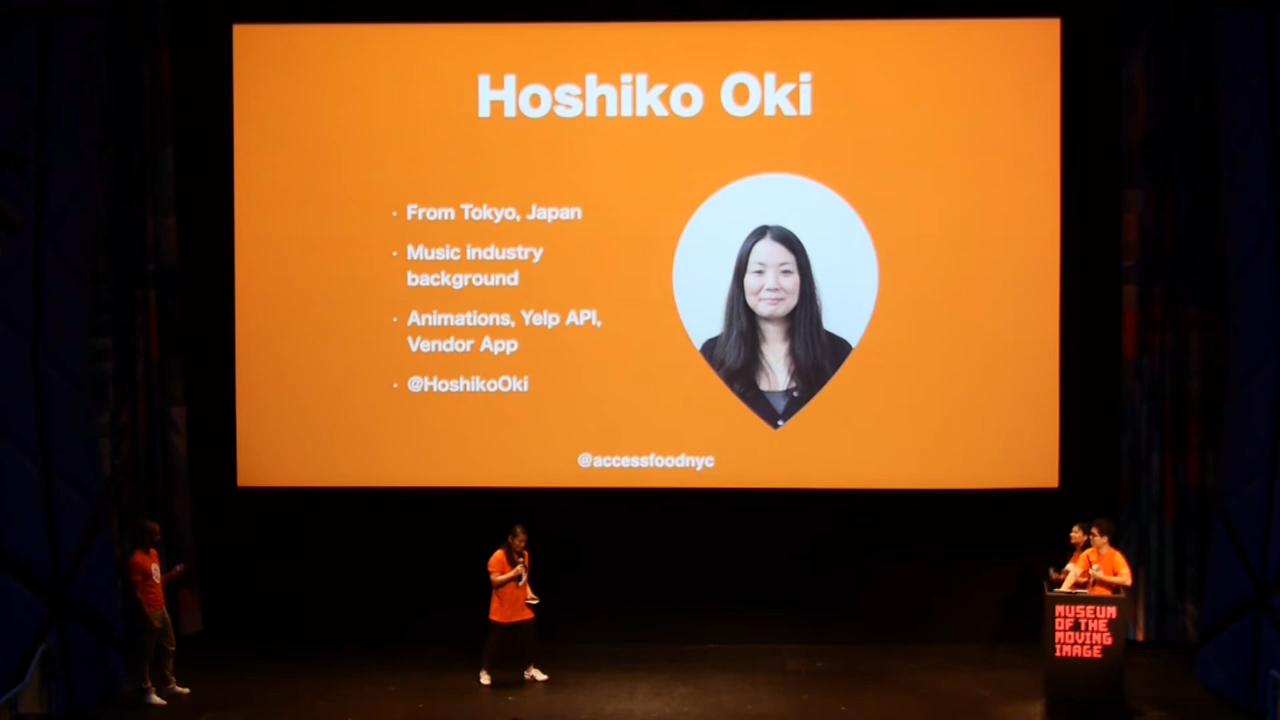 Hoshiko Oki
· From Tokyo, Japan
· Music industry
background
· Animations, Yelp API,
Vendor App
· @HoshikoOki
@accessfoodnyc
MUSEUM
OF THE
MOVING
IMAGE